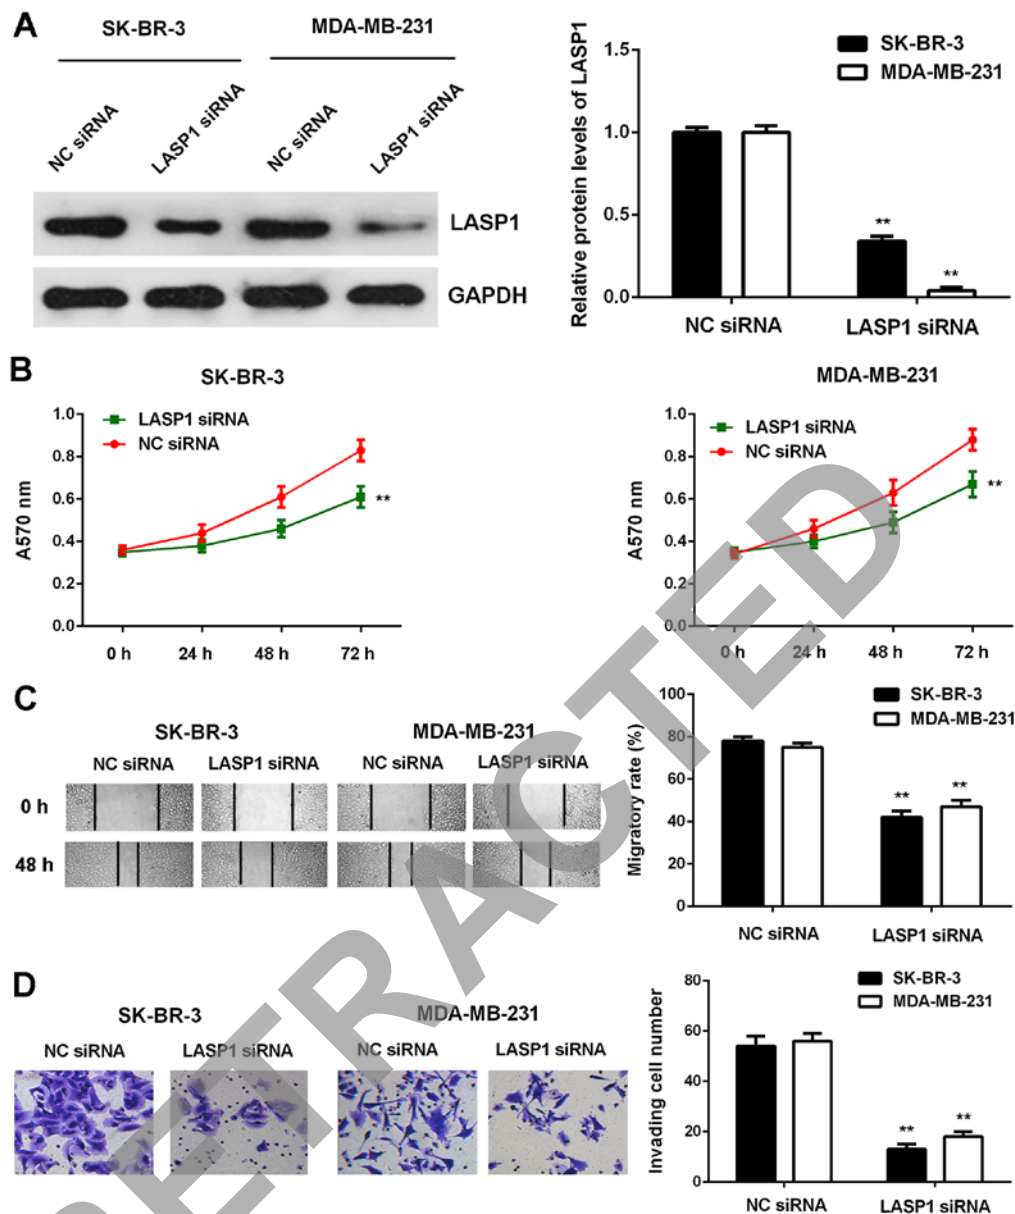 A
SK-BR-3
MDA-MB-231
NC siRNA
LASP1 siRNA
NC siRNA
LASP1 siRNA
LASP1
GAPDH
Relative protein levels of LASP1
1.5
1.0
0.5
0.0
SK-BR-3
MDA-MB-231
**
**
NC siRNA
LASP1 siRNA
B
SK-BR-3
A570 nm
1.0
0.8
0.6
0.4
0.2
0.0
LASP1 siRNA
NC siRNA
**
0 h
24 h
48 h
72 h
MDA-MB-231
A570 nm
1.0
0.8
0.6
0.4
0.2
0.0
LASP1 siRNA
NC siRNA
**
0 h
24 h
48 h
72 h
C
SK-BR-3
MDA-MB-231
NC siRNA
LASP1 siRNA
NC siRNA
LASP1 siRNA
0 h
48 h
Migratory rate (%)
100
80
60
40
20
0
SK-BR-3
MDA-MB-231
**
**
NC siRNA
LASP1 siRNA
D
SK-BR-3
MDA-MB-231
NC siRNA
LASP1 siRNA
NC siRNA
LASP1 siRNA
Invading cell number
80
60
40
20
0
SK-BR-3
MDA-MB-231
**
**
NC siRNA
LASP1 siRNA
RETRACTED